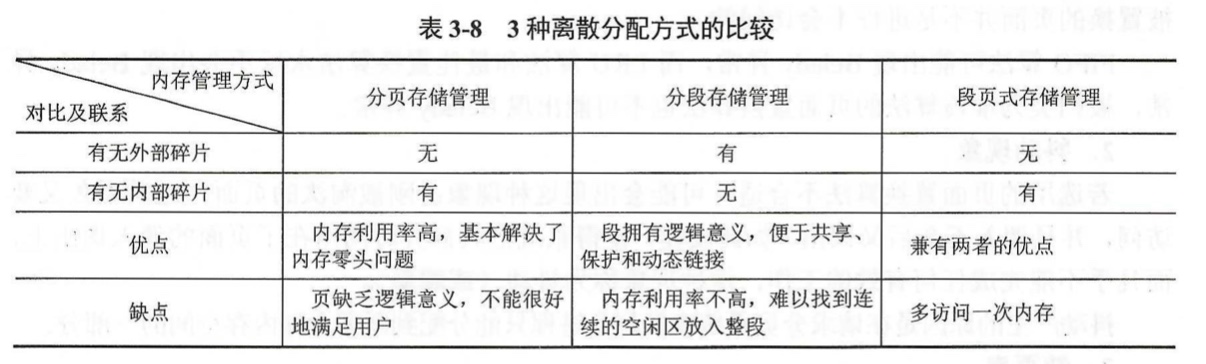 表 3-8 3 种离散分配方式的比较
内存管理方式
对比及联系
分页存储管理 分段存储管理 段页式存储管理
有无外部碎片 无 有 无
有无内部碎片 有 无 有
优点
内存利用率高，基本解决了
内存零头问题
段拥有逻辑意义，便于共享、
保护和动态链接
兼有两者的优点
缺点
页缺乏逻辑意义，不能很好
地满足用户。
内存利用率不高，难以找到连
续的空闲区放入整段
多访问一次内存